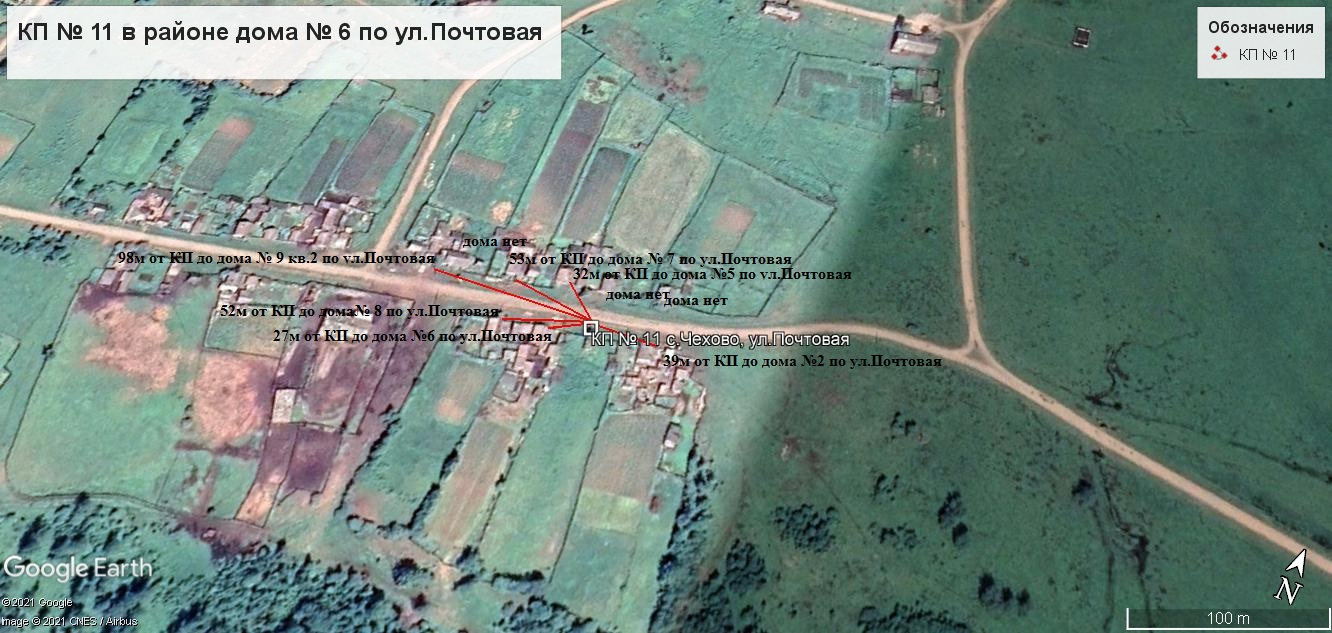 КП № 11 в районе дома № 6 по ул.Почтовая
Обозначения
КП № 11
дома нет
98м от КП до дома № 9 кв.2 по ул.Почтовая
53м от КП до дома № 7 по ул.Почтовая
32м от КП до дома №5 по ул.Почтовая
дома нет
дома нет
52м от КП до дома№ 8 по ул.Почтовая
27м от КП до дома №6 по ул.Почтовая
КП № 11 с.Чехово, ул.Почтовая
39м от КП до дома №2 по ул.Почтовая
Google Earth
©2021 Google
Image © 2021 CNES / Airbus
N
100 m